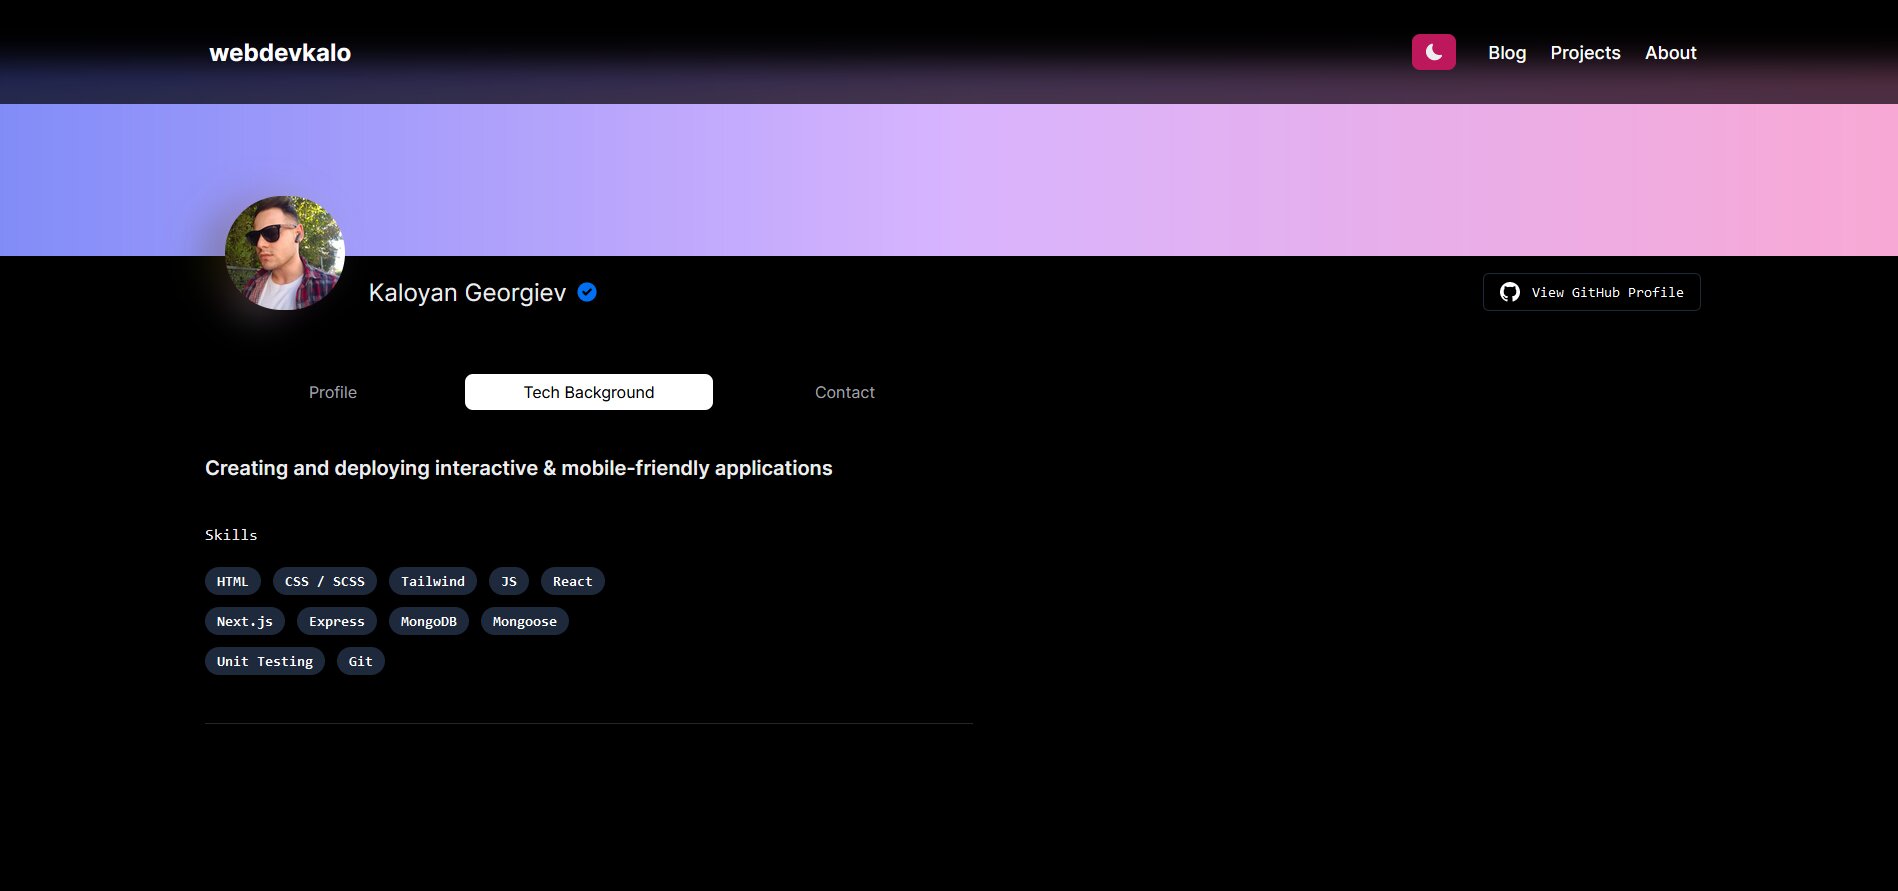 webdevkalo
Blog Projects About
Kaloyan Georgiev
View GitHub Profile
Profile Tech Background Contact
Creating and deploying interactive & mobile-friendly applications
Skills
HTML CSS / SCSS Tailwind JS React
Next.js Express MongoDB Mongoose
Unit Testing Git